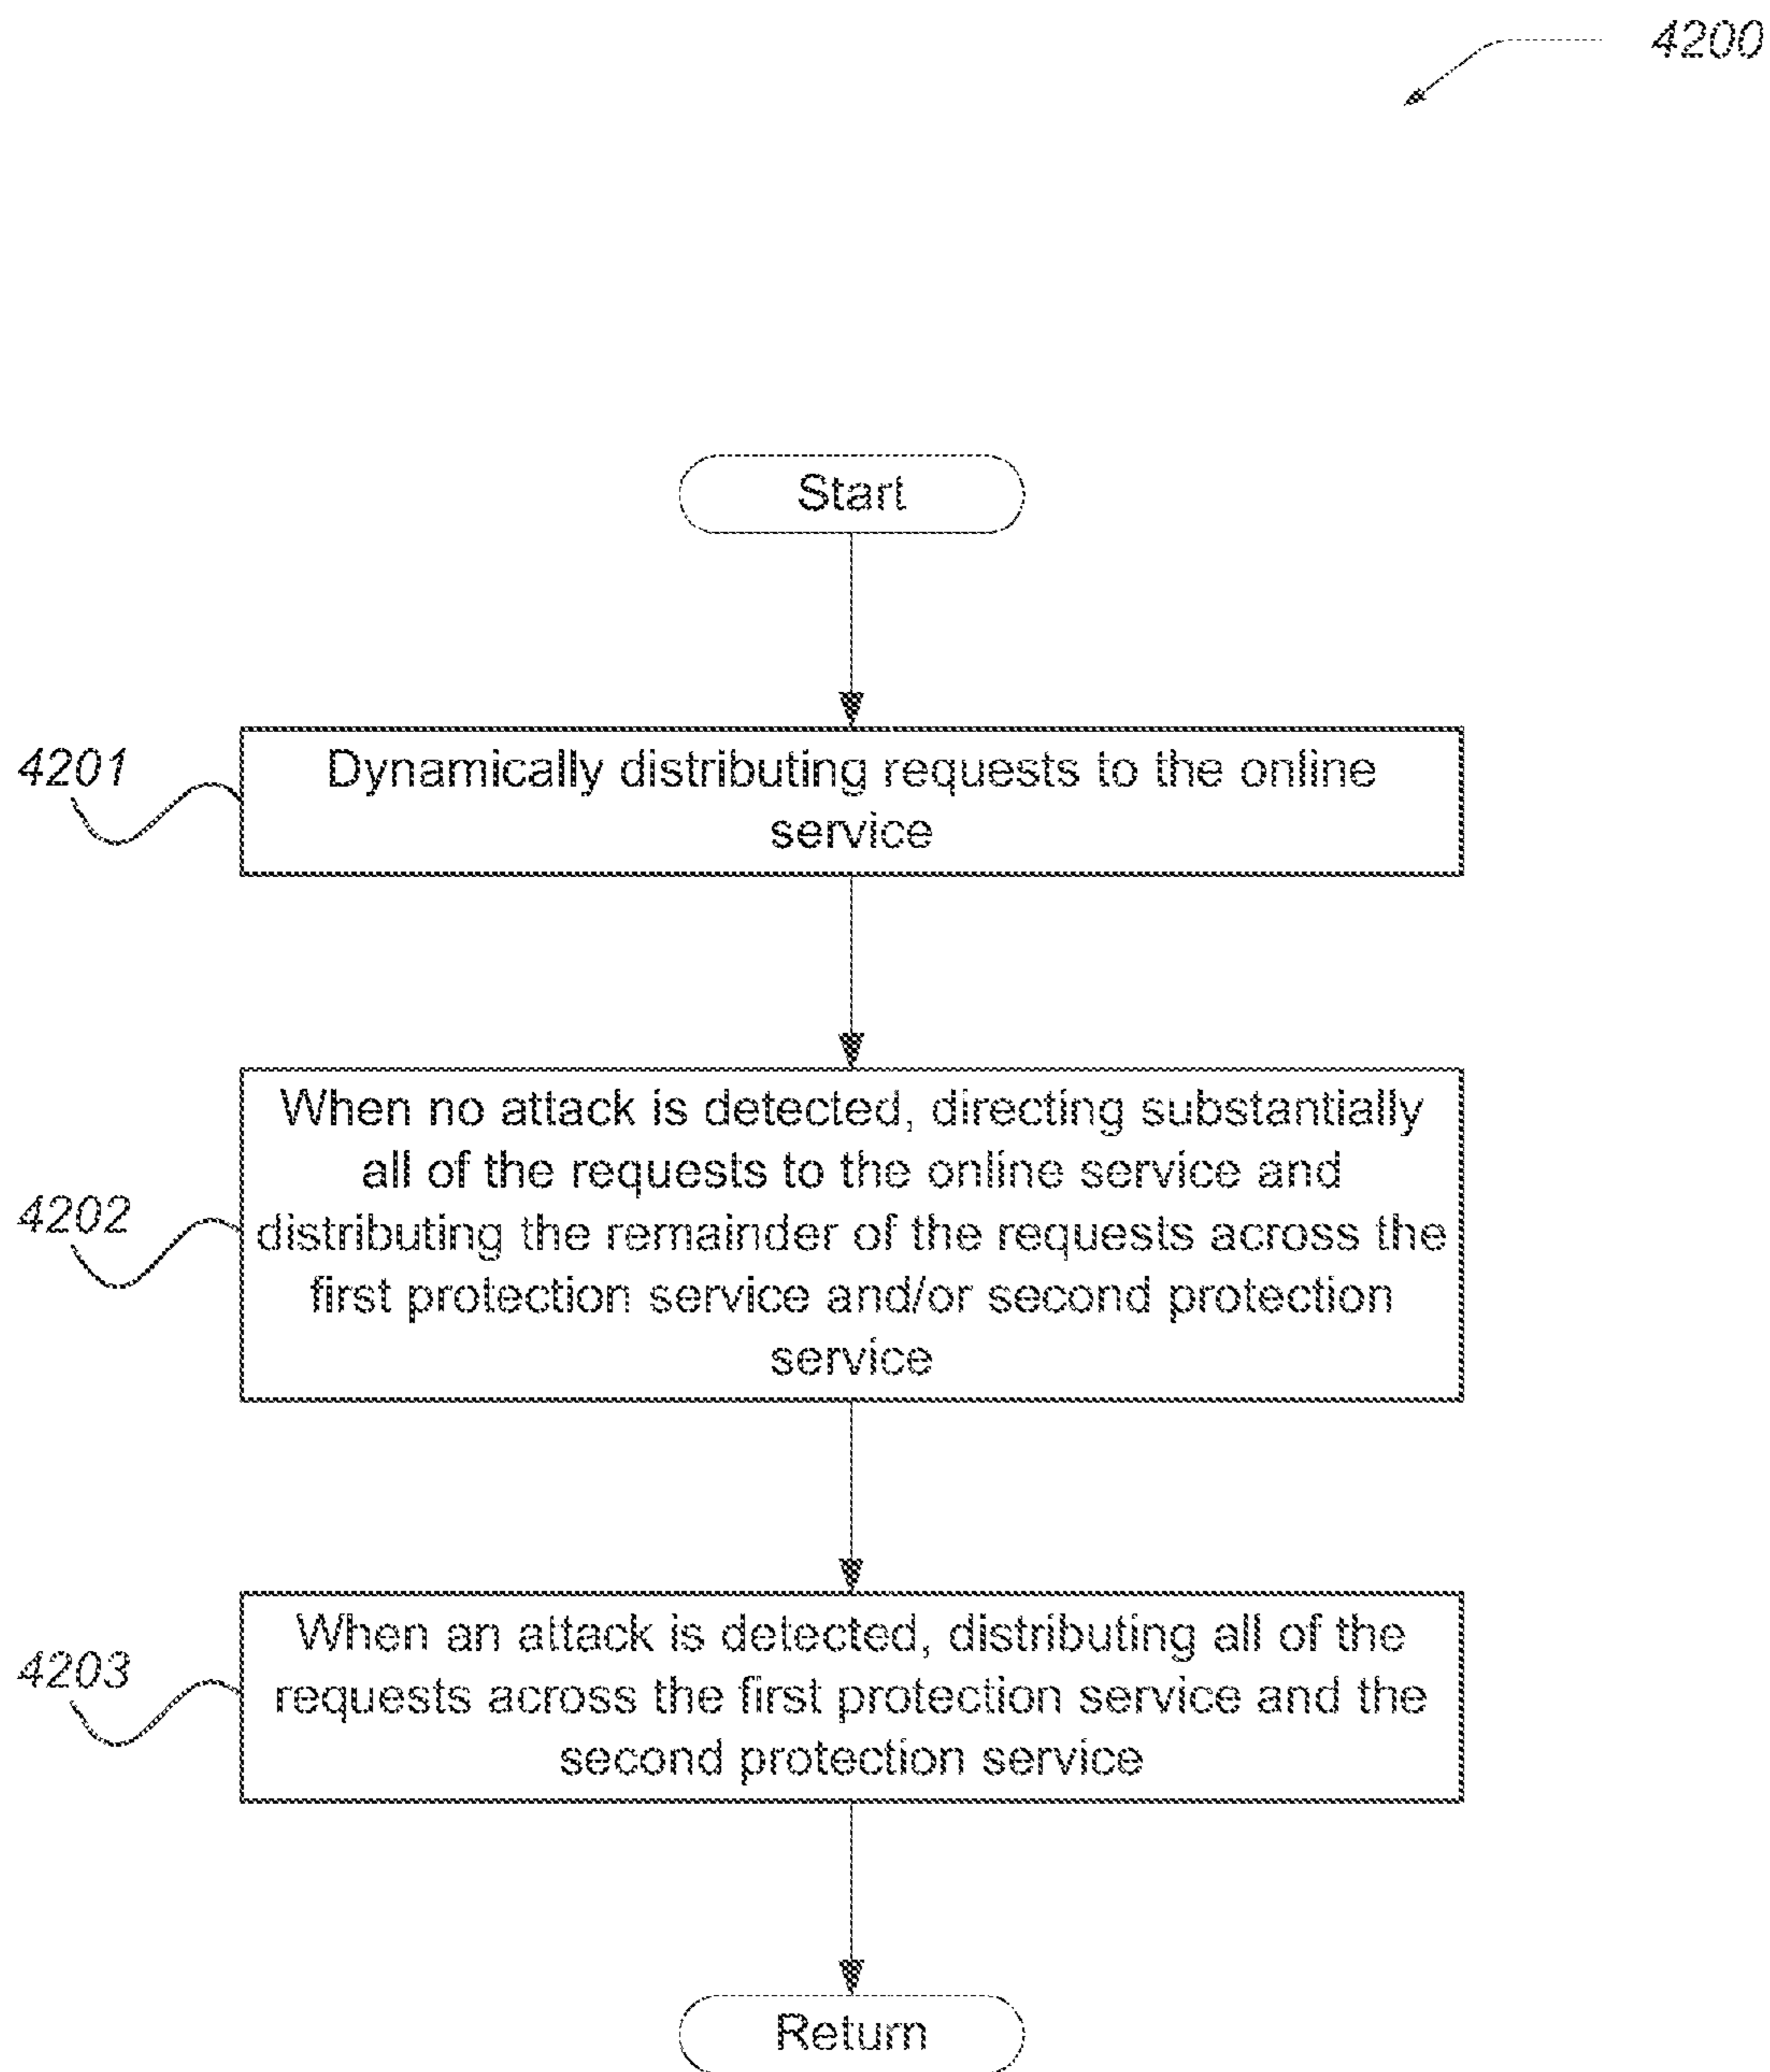 4200
Start
4201
Dynamically distributing requests to the online
service
4202
When no attack is detected, directing substantially
all of the requests to the online service and
distributing the remainder of the requests across the
first protection service and/or second protection
service
4203
When an attack is detected, distributing all of the
requests across the first protection service and the
second protection service
Return